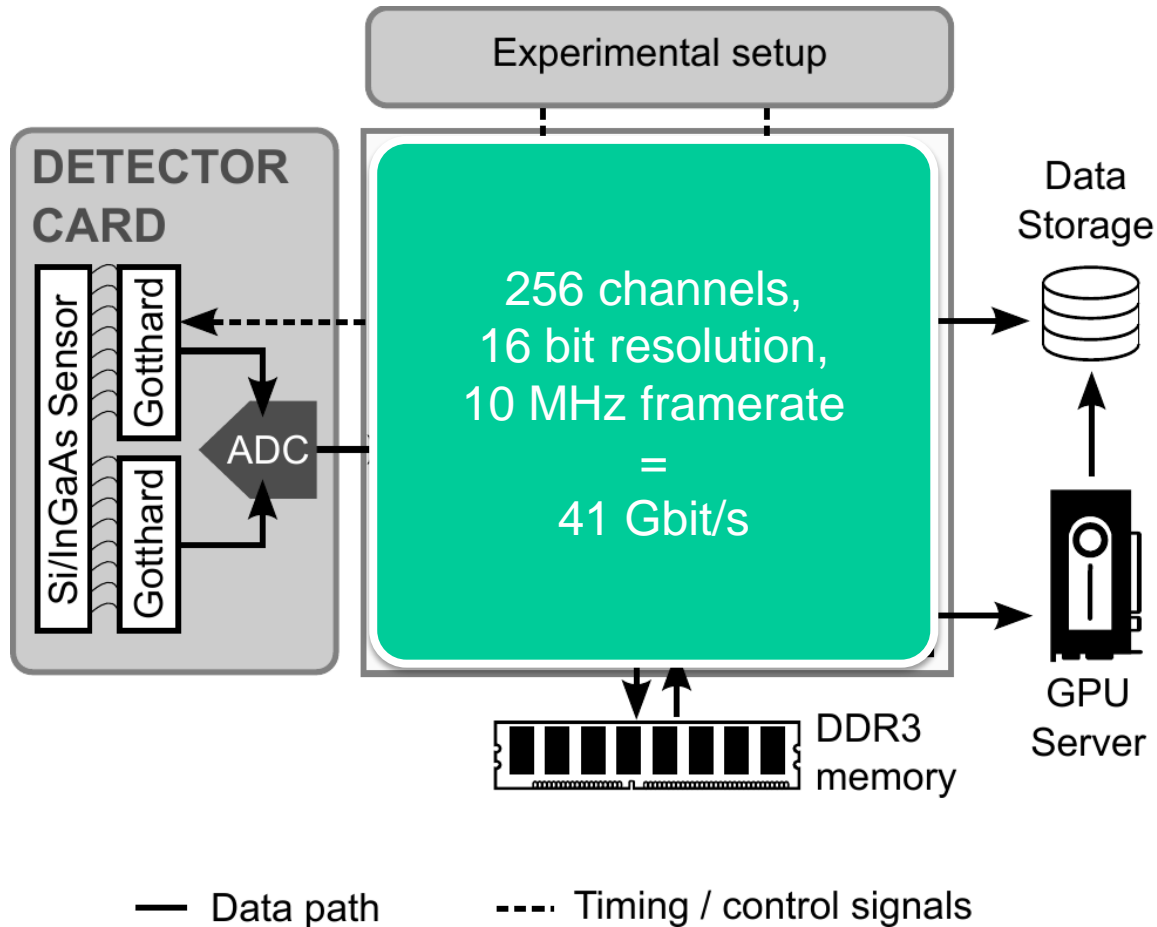 Experimental setup
DETECTOR
CARD
Si/InGaAs Sensor
Gotthard
Gotthard
ADC
256 channels,
16 bit resolution,
10 MHz framerate
=
41 Gbit/s
Data
Storage
GPU
Server
DDR3
memory
Data path
Timing / control signals